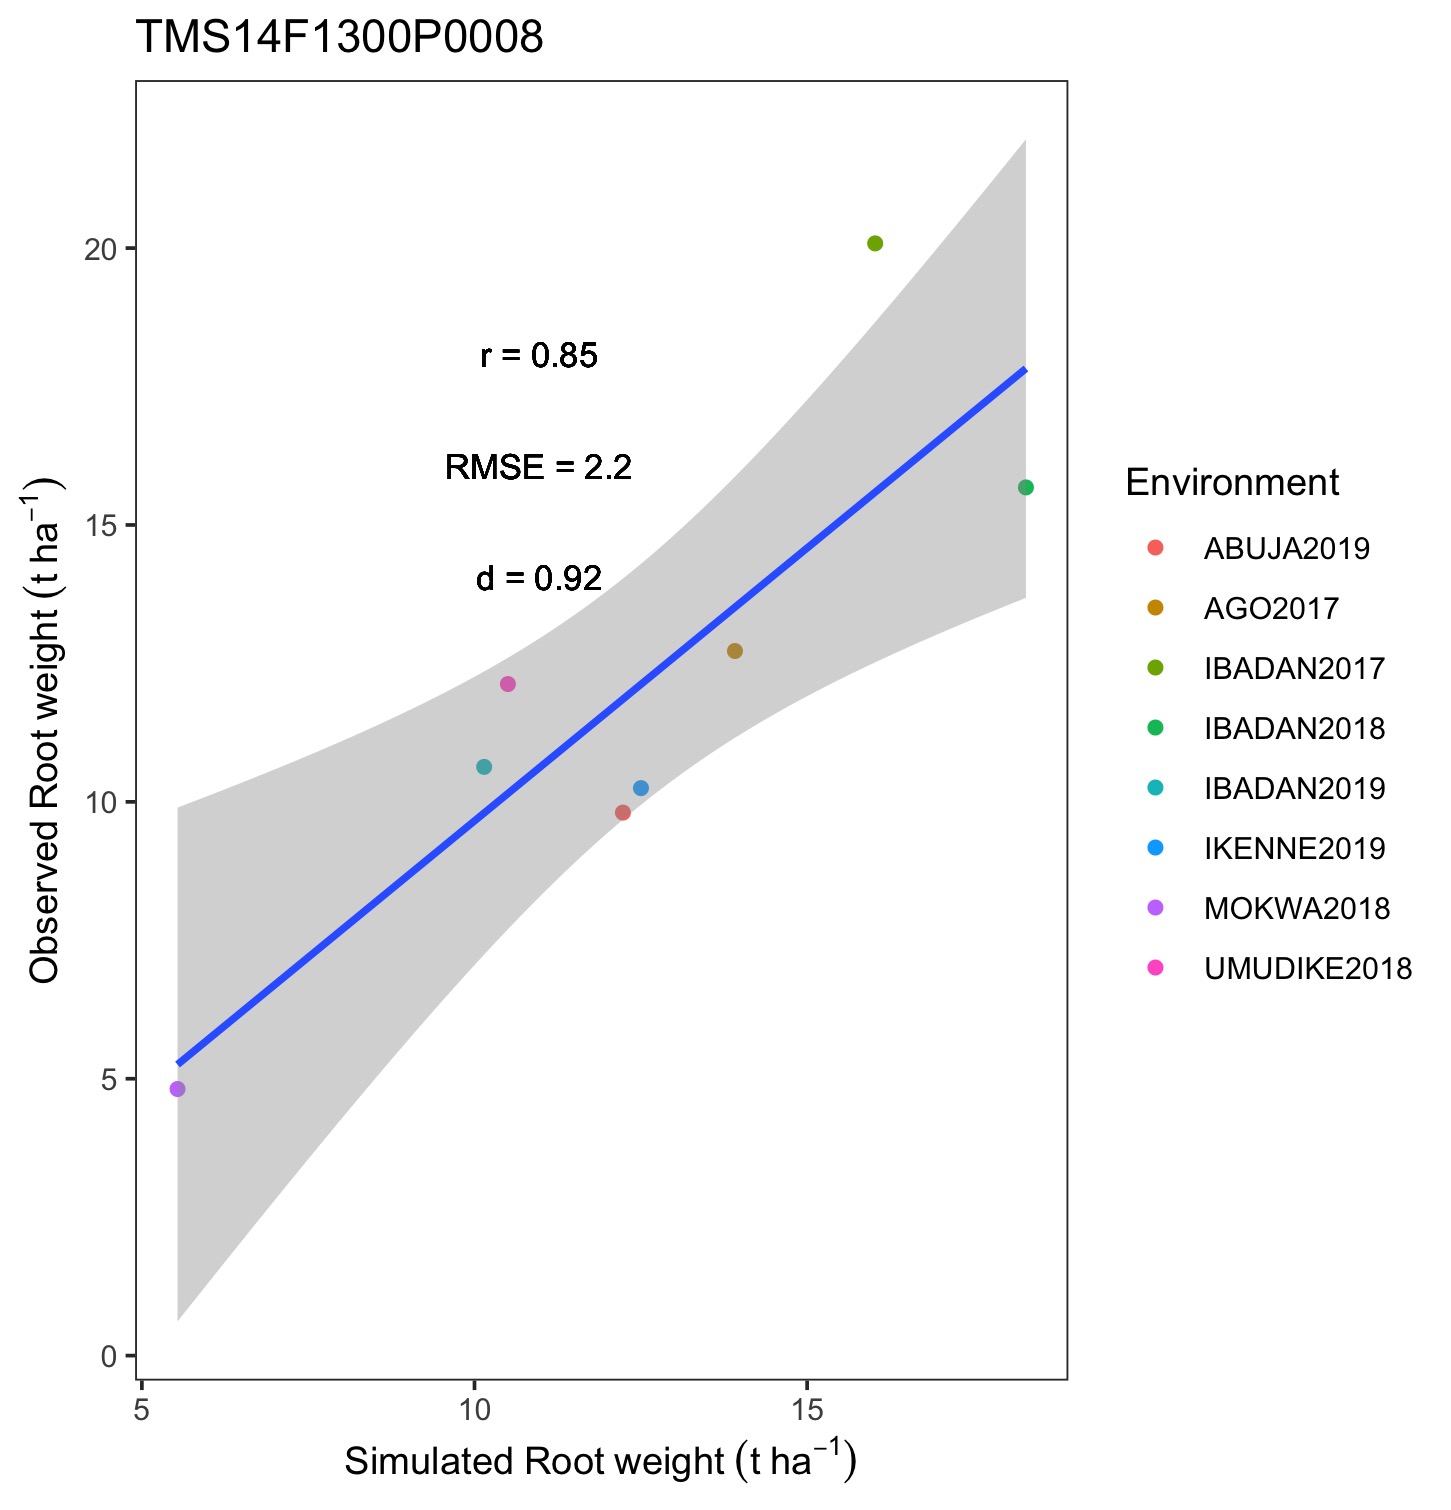 TMS14F1300P0008
20
15
10
5
0
r = 0.85
RMSE = 2.2
d = 0.92
5
10
15
Simulated Root weight (t ha⁻¹)
Observed Root weight (t ha⁻¹)
Environment
ABUJA2019
AGO2017
IBADAN2017
IBADAN2018
IBADAN2019
IKENNE2019
MOKWA2018
UMUDIKE2018